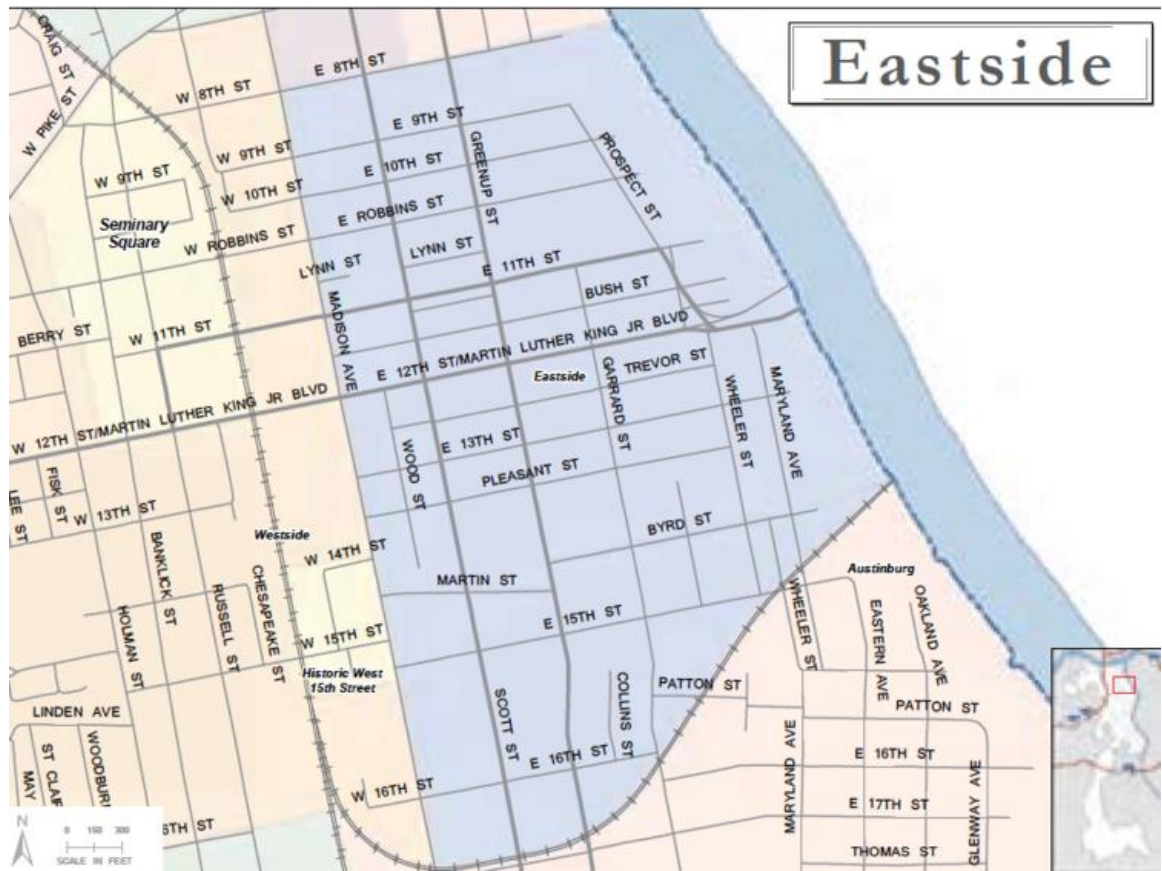 Eastside
CRAIG ST
W PIKE ST
W 8TH ST
E 8TH ST
W 9TH ST
W 9TH ST
E 9TH ST
GREENUP ST
PROSPECT ST
W 10TH ST
E 10TH ST
Seminary
Square
W ROBBINS ST
E ROBBINS ST
LYNN ST
LYNN ST
E 11TH ST
BUSH ST
MADISON AVE
BERRY ST
W 11TH ST
E 12TH ST/MARTIN LUTHER KING JR BLVD
W 12TH ST/MARTIN LUTHER KING JR BLVD
Eastside
TREVOR ST
GARRARD ST
WHEELER ST
MARYLAND AVE
WOOD ST
E 13TH ST
PLEASANT ST
LEE ST
FISK ST
W 13TH ST
BANKLICK ST
Westside
W 14TH ST
BYRD ST
MARTIN ST
Austinburg
HOLMAN ST
RUSSELL ST
CHESAPEAKE ST
W 15TH ST
E 15TH ST
WHEELER ST
EASTERN AVE
OAKLAND AVE
Historic West
15th Street
SCOTT ST
COLLINS ST
PATTON ST
PATTON ST
LINDEN AVE
ST CLAIR
MAY
E 16TH ST
W 16TH ST
MARYLAND AVE
E 16TH ST
E 17TH ST
GLENWAY AVE
THOMAS ST
N
0 150 300
SCALE IN FEET